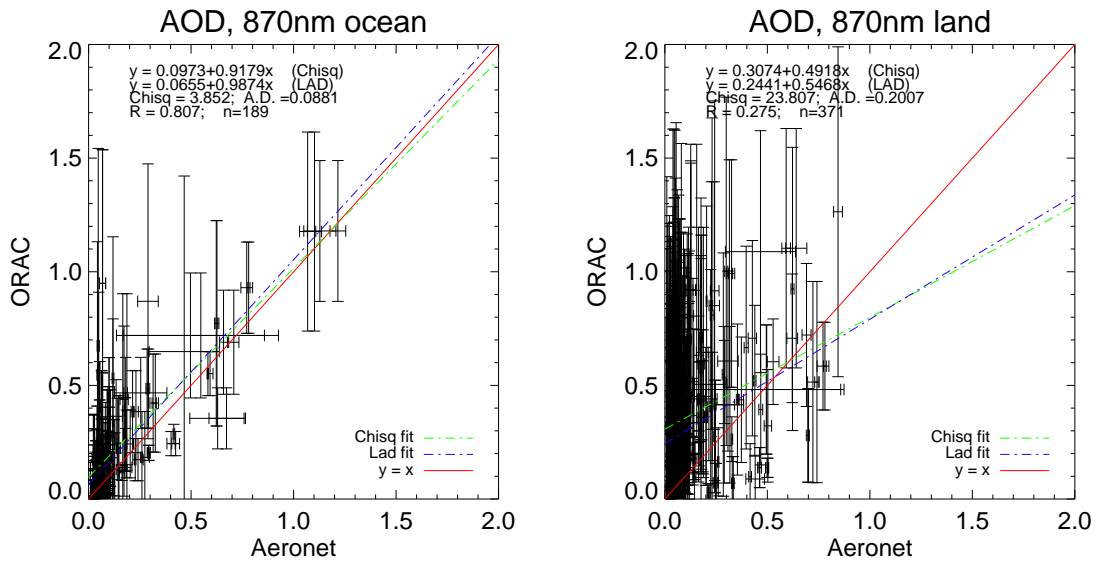 AOD, 870nm ocean
2.0
1.5
1.0
0.5
0.0
ORAC
y = 0.0973+0.9179x (Chisq)
y = 0.0655+0.9874x (LAD)
Chisq = 3.852; A.D. =0.0881
R = 0.807; n=189
Chisq fit
Lad fit
y = x
0.0 0.5 1.0 1.5 2.0
Aeronet
AOD, 870nm land
2.0
1.5
1.0
0.5
0.0
ORAC
y = 0.3074+0.4918x (Chisq)
y = 0.2441+0.5468x (LAD)
Chisq = 23.807; A.D. =0.2007
R = 0.275; n=371
Chisq fit
Lad fit
y = x
0.0 0.5 1.0 1.5 2.0
Aeronet